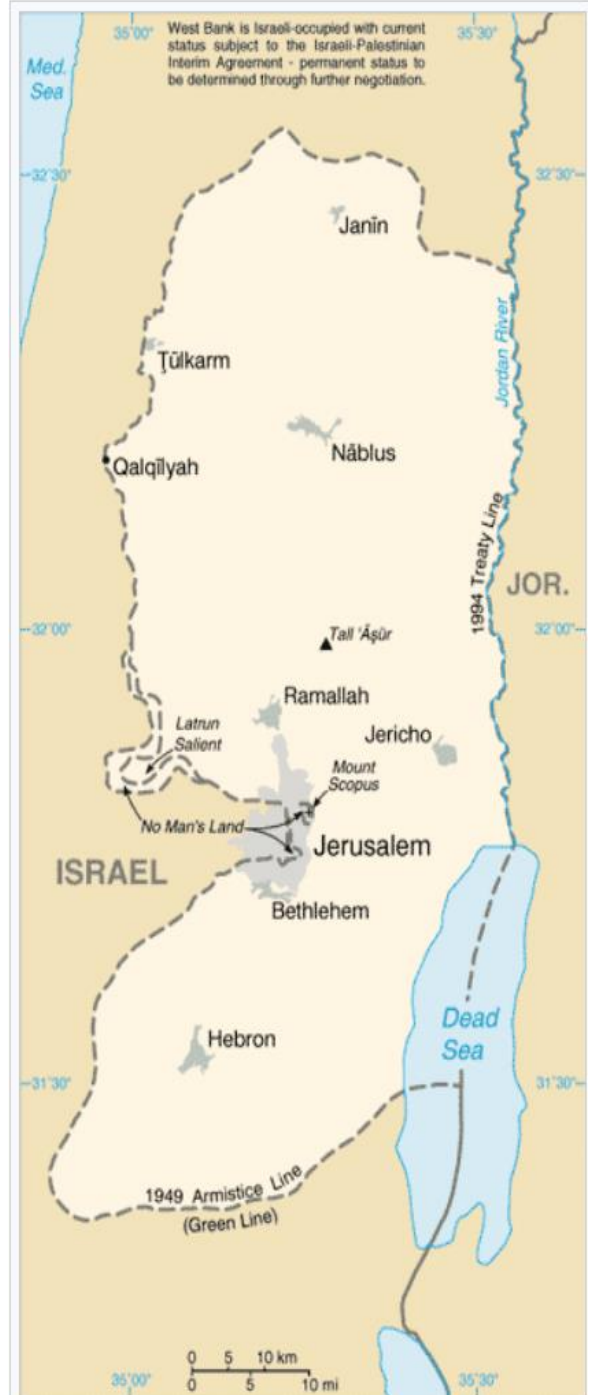 35°00'
35°30'
West Bank is Israeli-occupied with current
status subject to the Israeli-Palestinian
Interim Agreement - permanent status to
be determined through further negotiation.
Med.
Sea
32°30'
32°30'
Janīn
Jordan River
Ţūlkarm
Nāblus
Qalqīlyah
1994 Treaty Line
JOR.
32°00'
32°00'
Tall 'Āşūr
Ramallah
Latrun
Salient
Jericho
Mount
Scopus
No Man's Land
Jerusalem
ISRAEL
Bethlehem
Dead
Sea
Hebron
31°30'
31°30'
1949 Armistice Line
(Green Line)
0 5 10 km
0 5 10 mi
35°00'
35°30'